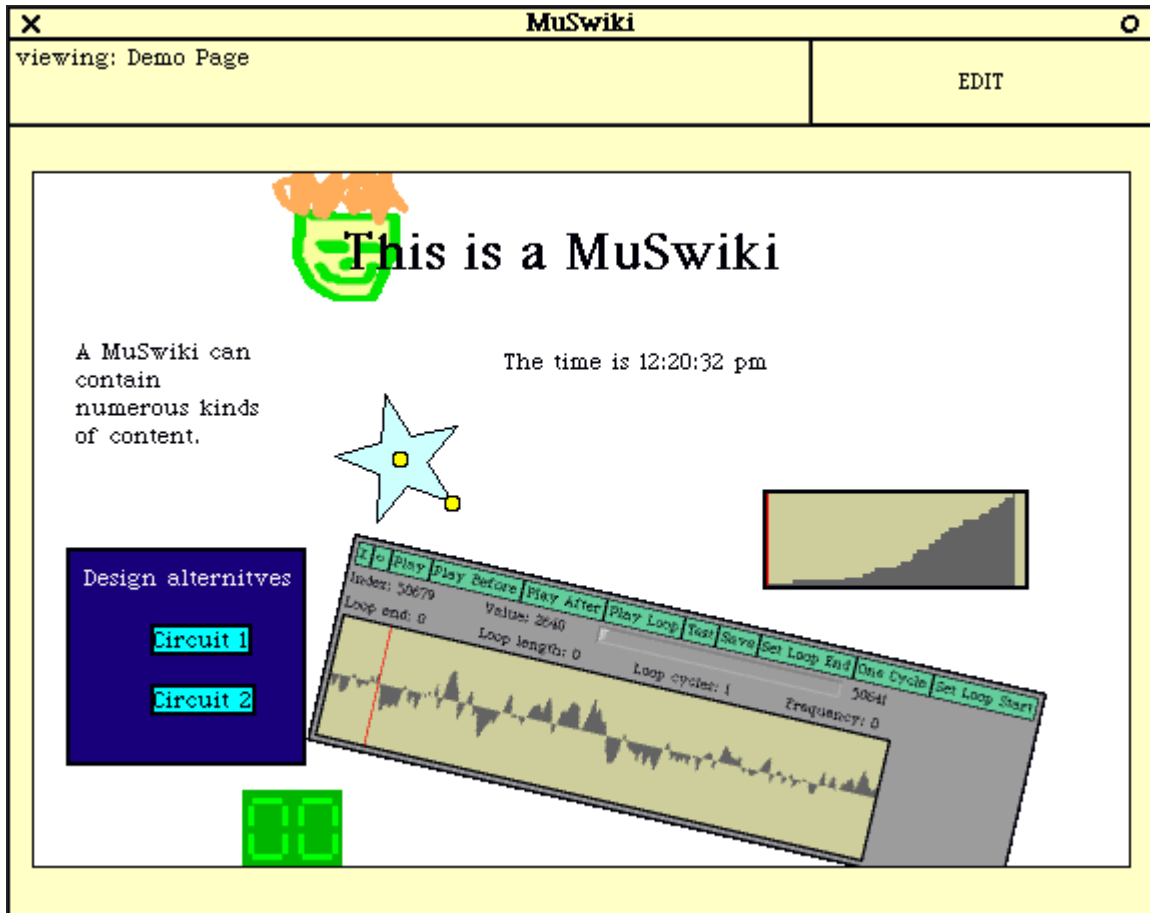 MuSwiki
viewing: Demo Page
EDIT
This is a MuSwiki
A MuSwiki can
contain
numerous kinds
of content.
The time is 12:20:32 pm
Design alternitves
Circuit 1
Circuit 2
X o Play Play Before Play After Play Loop Test Save Set Loop End One Cycle Set Loop Start
Index: 50679 Value: 2640 50641
Loop end: 0 Loop length: 0 Loop cycles: 1 Frequency: 0
00